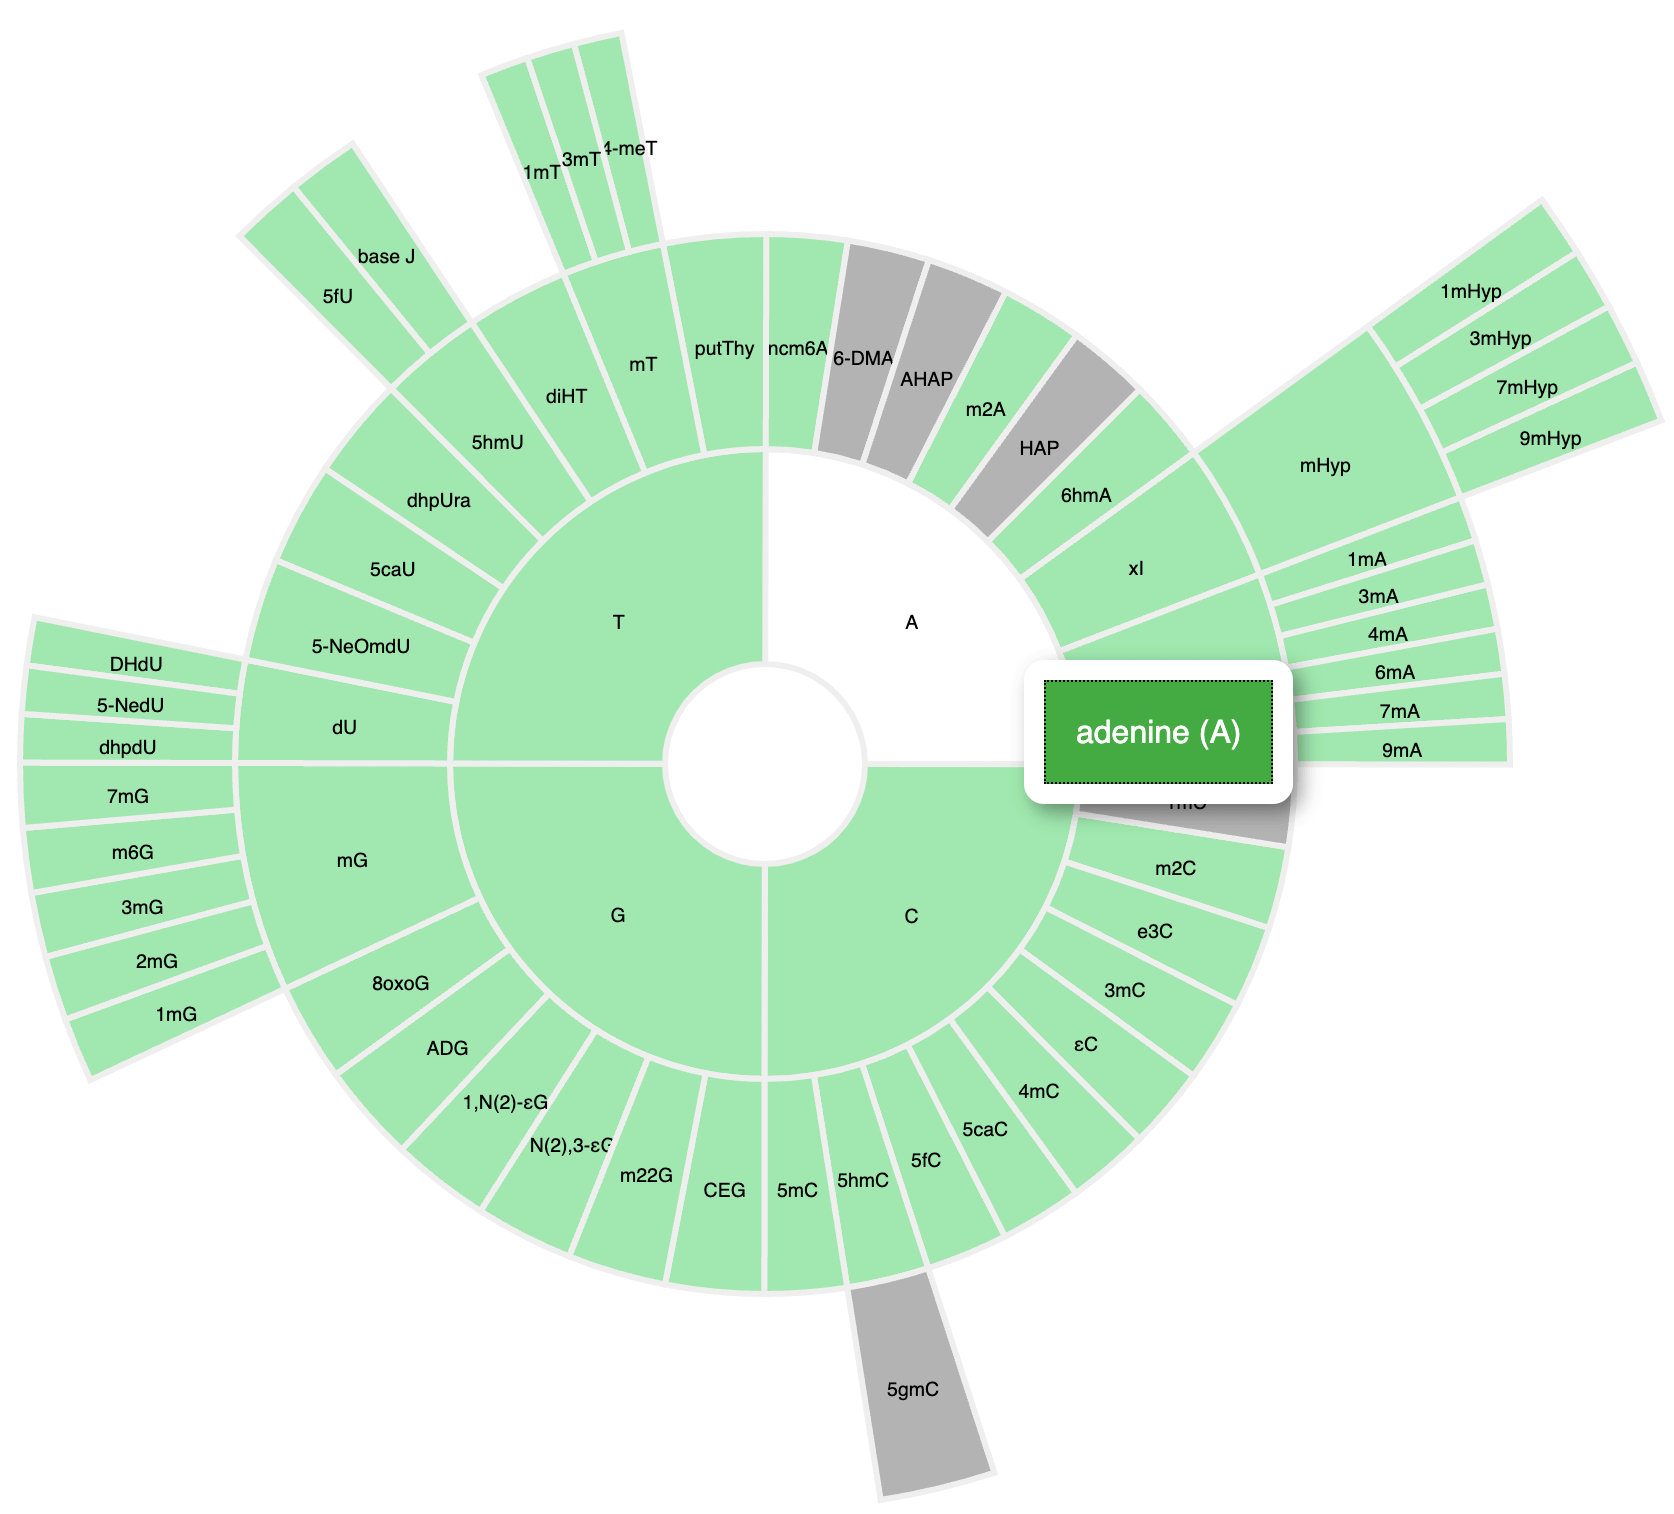 1mT
3mT
4-meT
base J
5fU
putThy
ncm6A
6-DMA
AHAP
m2A
HAP
6hmA
xI
mHyp
1mHyp
3mHyp
7mHyp
9mHyp
mT
diHT
5hmU
dhpUra
5caU
5-NeOmdU
dU
T
A
1mA
3mA
4mA
6mA
7mA
9mA
adenine (A)
DHdU
5-NedU
dhpdU
7mG
m6G
3mG
2mG
1mG
mG
G
C
m2C
e3C
3mC
εC
4mC
5caC
5fC
5hmC
5mC
CEG
m22G
N(2),3-εG
1,N(2)-εG
ADG
8oxoG
5gmC